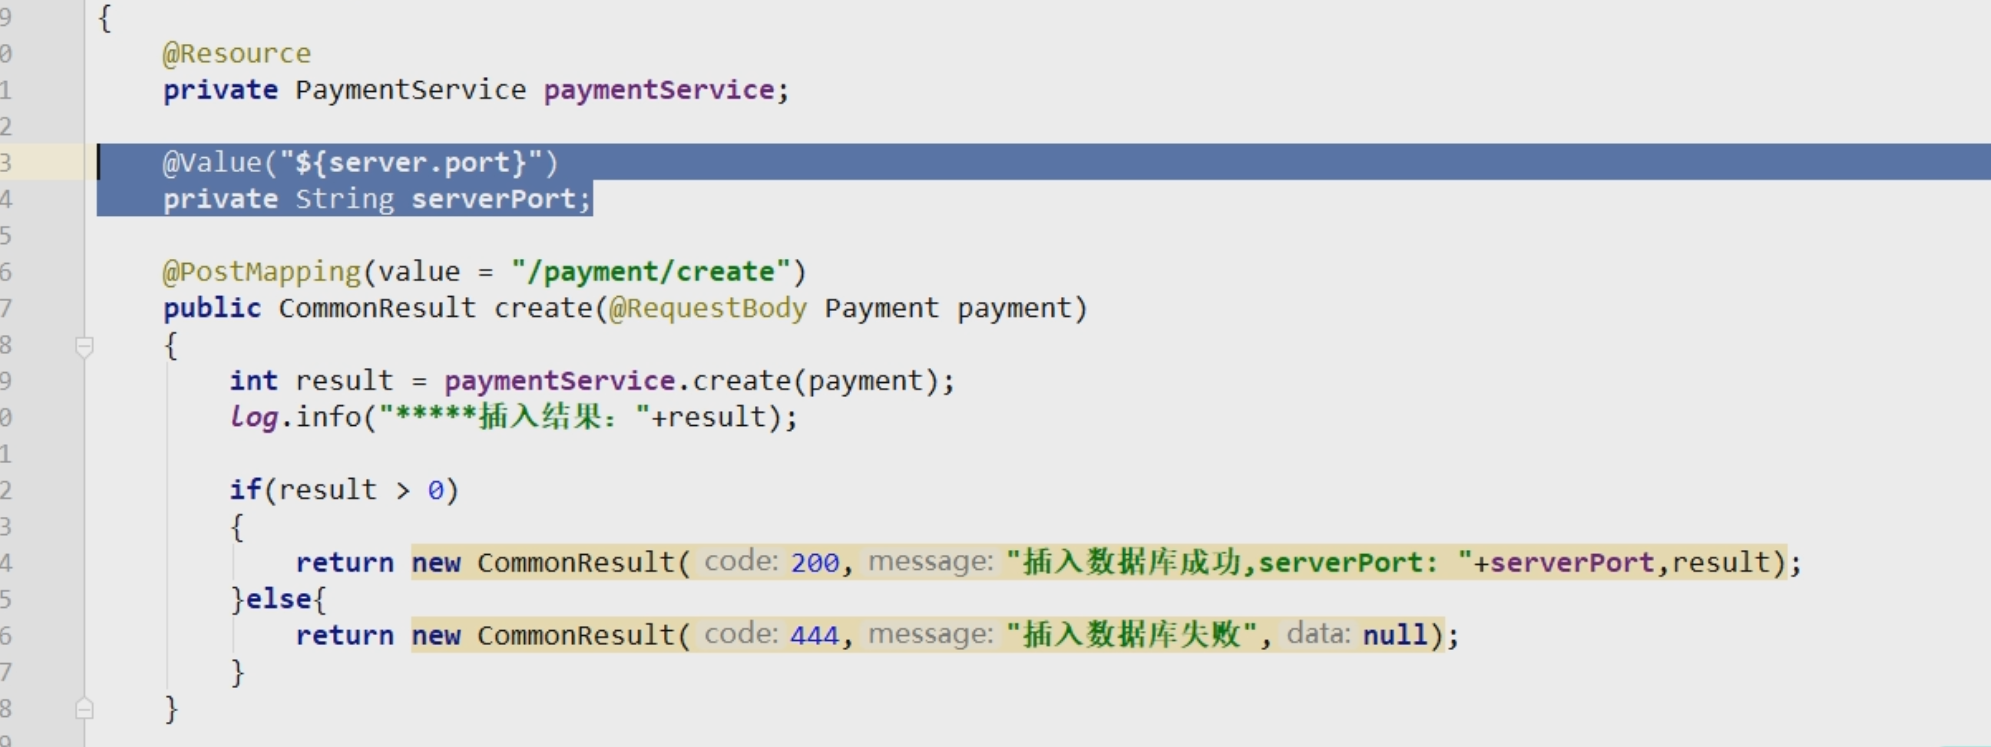 9 {
0 @Resource
1 private PaymentService paymentService;
2
3 @Value("${server.port}")
4 private String serverPort;
5
6 @PostMapping(value = "/payment/create")
7 public CommonResult create(@RequestBody Payment payment)
8 {
9 int result = paymentService.create(payment);
0 log.info("*****插入结果："+result);
1
2 if(result > 0)
3 {
4 return new CommonResult( code: 200, message: "插入数据库成功,serverPort: "+serverPort,result);
5 }else{
6 return new CommonResult( code: 444, message: "插入数据库失败", data: null);
7 }
8 }
9